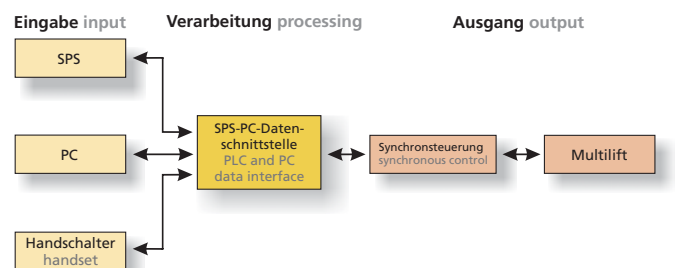 Eingabe input
Verarbeitung processing
Ausgang output
SPS
PC
Handschalter
handset
SPS-PC-Daten-
schnittstelle
PLC and PC
data interface
Synchronsteuerung
synchronous control
Multilift